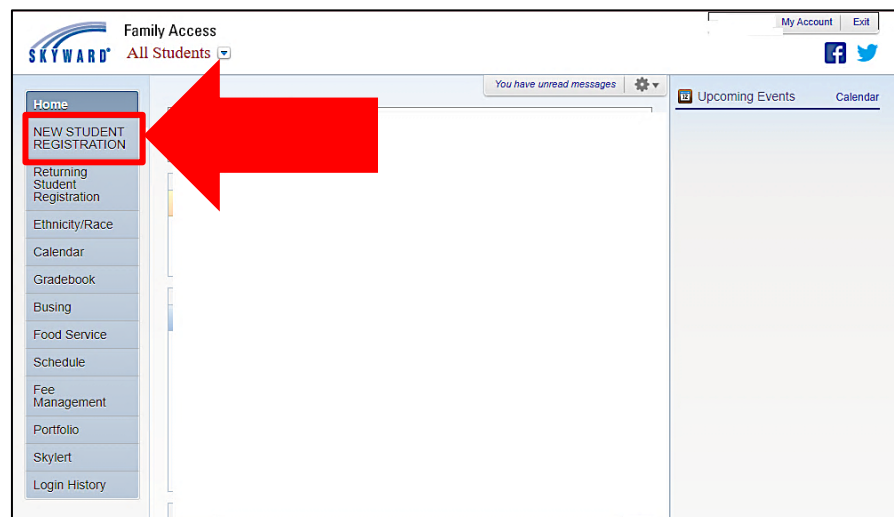 Family Access
My Account Exit
SKYWARD®
All Students
You have unread messages
Upcoming Events Calendar
Home
NEW STUDENT
REGISTRATION
Returning
Student
Registration
Ethnicity/Race
Calendar
Gradebook
Busing
Food Service
Schedule
Fee
Management
Portfolio
Skylert
Login History